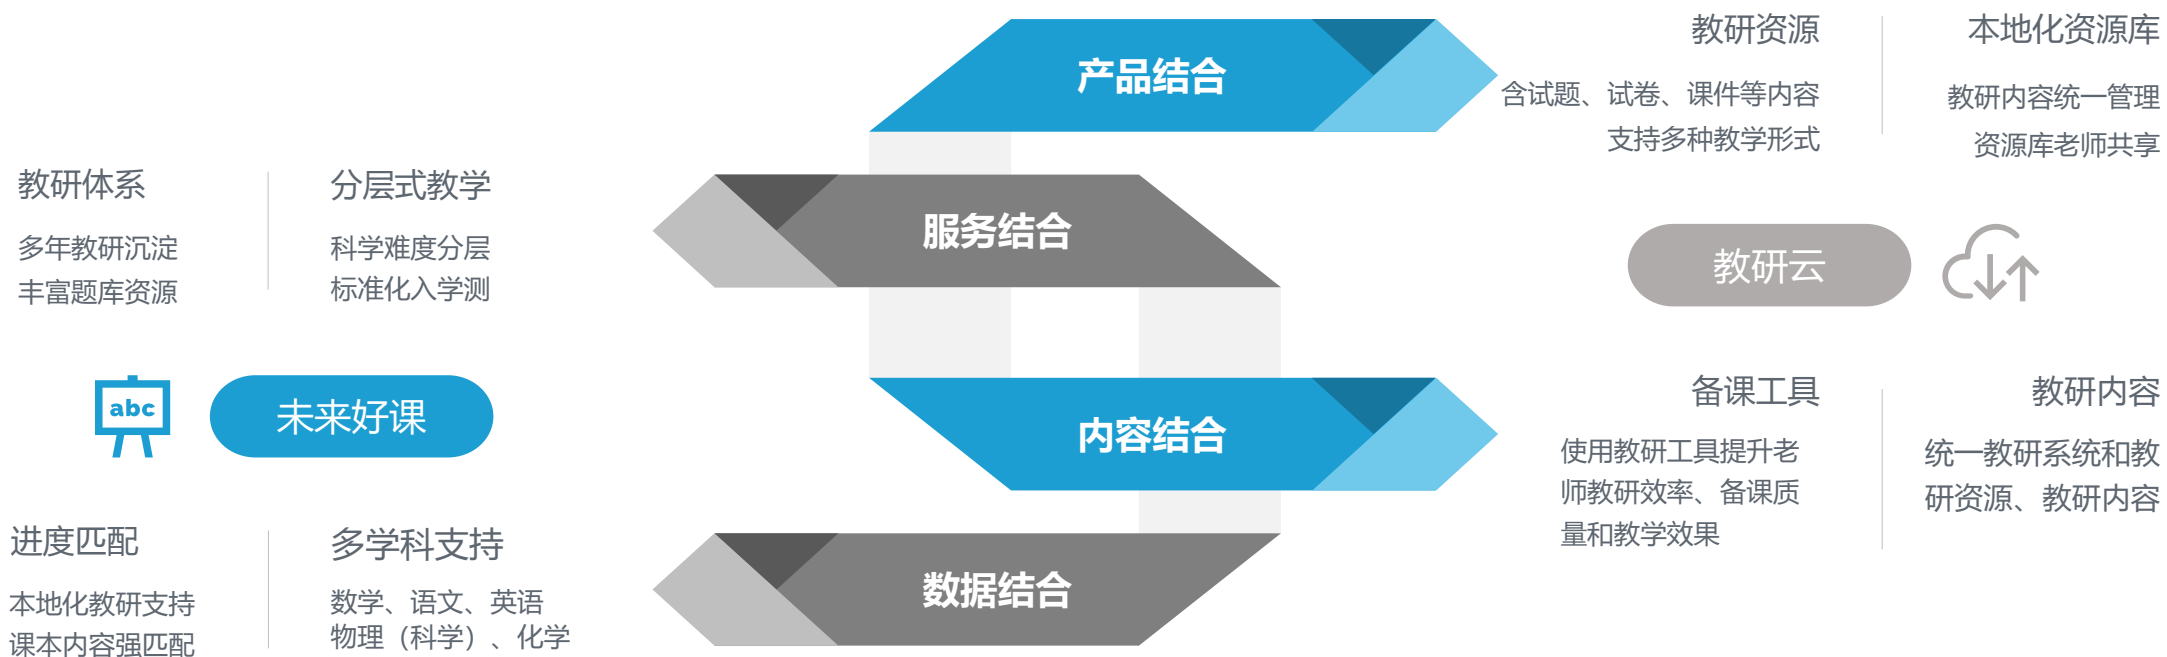 产品结合
服务结合
内容结合
数据结合
教研体系
多年教研沉淀
丰富题库资源
分层式教学
科学难度分层
标准化入学测
abc
未来好课
进度匹配
本地化教研支持
课本内容强匹配
多学科支持
数学、语文、英语
物理（科学）、化学
教研资源
含试题、试卷、课件等内容
支持多种教学形式
本地化资源库
教研内容统一管理
资源库老师共享
教研云
备课工具
使用教研工具提升老
师教研效率、备课质
量和教学效果
教研内容
统一教研系统和教
研资源、教研内容